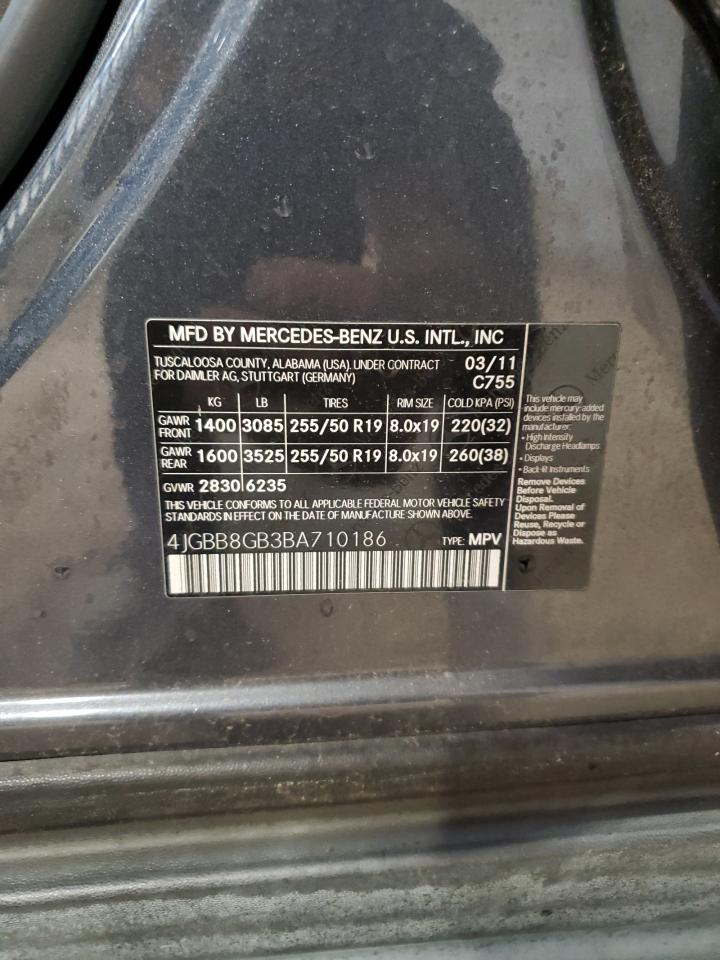 MFD BY MERCEDES-BENZ U.S. INTL., INC
TUSCALOOSA COUNTY, ALABAMA (USA). UNDER CONTRACT 03/11
FOR DAIMLER AG, STUTTGART (GERMANY) C755
KG LB TIRES RIM SIZE COLD KPA (PSI)
GAWR FRONT 1400 3085 255/50 R19 8.0x19 220(32)
GAWR REAR 1600 3525 255/50 R19 8.0x19 260(38)
GVWR 2830 6235
THIS VEHICLE CONFORMS TO ALL APPLICABLE FEDERAL MOTOR VEHICLE SAFETY
STANDARDS IN EFFECT ON THE DATE OF MANUFACTURE SHOWN ABOVE.
4JGBB8GB3BA710186 TYPE: MPV
This vehicle may
include mercury-added
devices installed by the
manufacturer:
• High Intensity
Discharge Headlamps
• Displays
• Back-lit Instruments
Remove Devices
Before Vehicle
Disposal.
Upon Removal of
Devices Please
Reuse, Recycle or
Dispose as
Hazardous Waste.